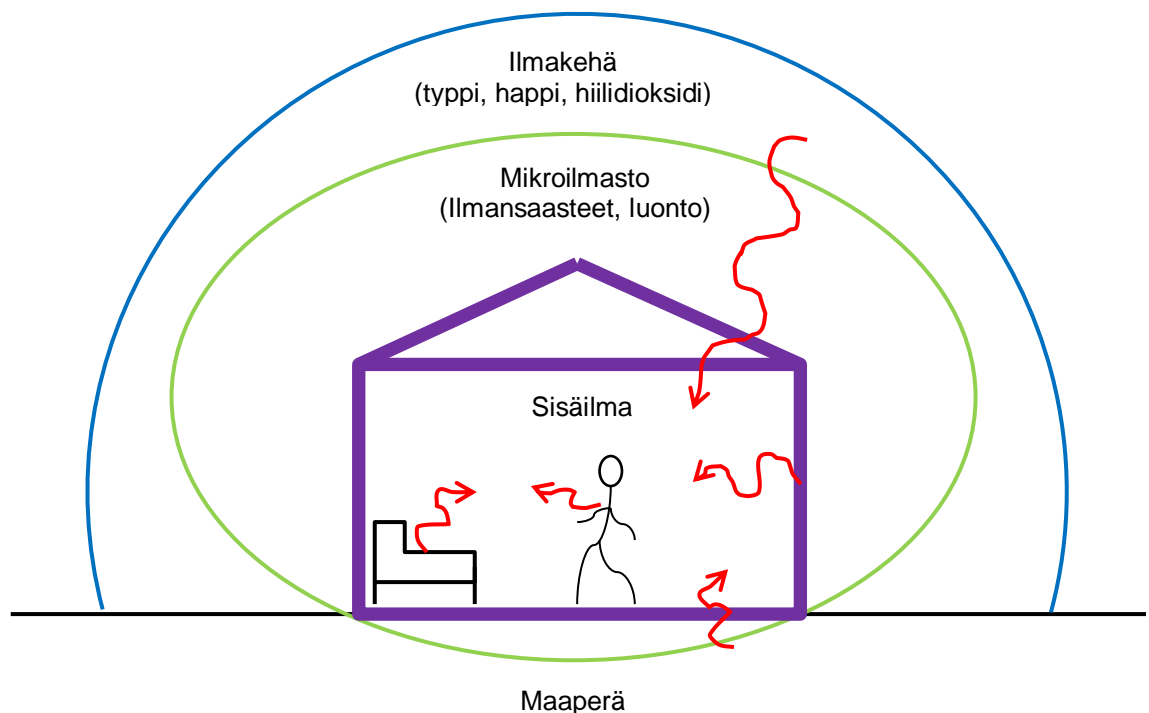 Ilmakehä
(typpi, happi, hiilidioksidi)
Mikroilmasto
(Ilmansaasteet, luonto)
Sisäilma
Maaperä